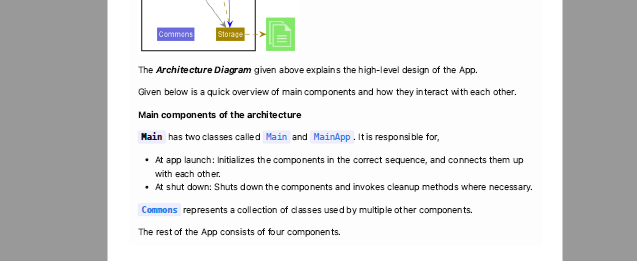 Commons Storage
The Architecture Diagram given above explains the high-level design of the App.
Given below is a quick overview of main components and how they interact with each other.
Main components of the architecture
Main has two classes called Main and MainApp. It is responsible for,
• At app launch: Initializes the components in the correct sequence, and connects them up
with each other.
• At shut down: Shuts down the components and invokes cleanup methods where necessary.
Commons represents a collection of classes used by multiple other components.
The rest of the App consists of four components.